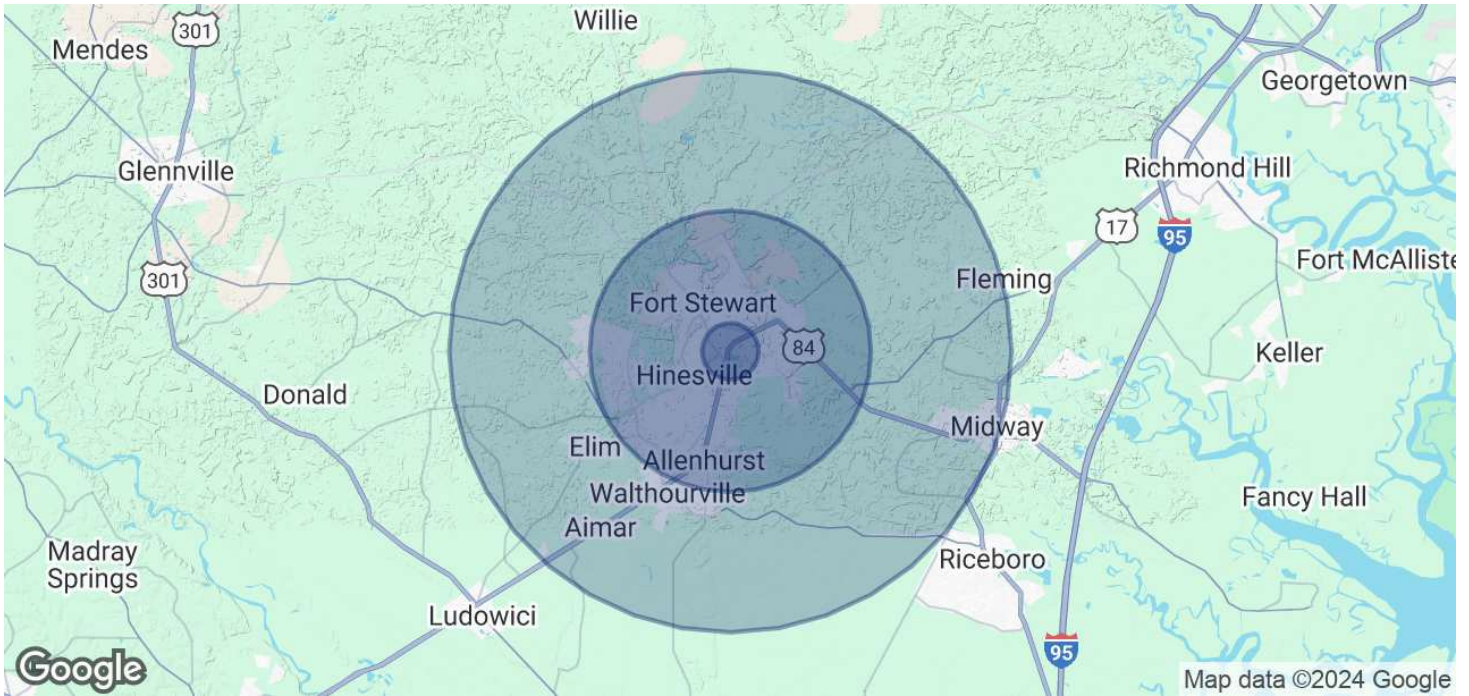 Willie
301
Mendes
Georgetown
Glennville
Richmond Hill
17
95
Fort McAlliste
301
Fleming
Fort Stewart
84
Keller
Hinesville
Donald
Midway
Elim
Allenhurst
Walthourville
Fancy Hall
Aimar
Madray
Springs
Riceboro
Ludowici
95
Google
Map data ©2024 Google